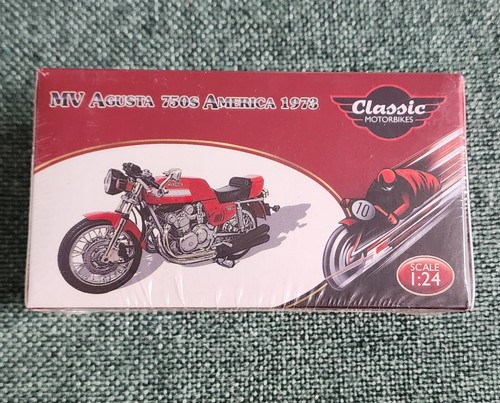 MV AGUSTA 750S AMERICA 1973
Classic
MOTORBIKES
10
SCALE
1:24